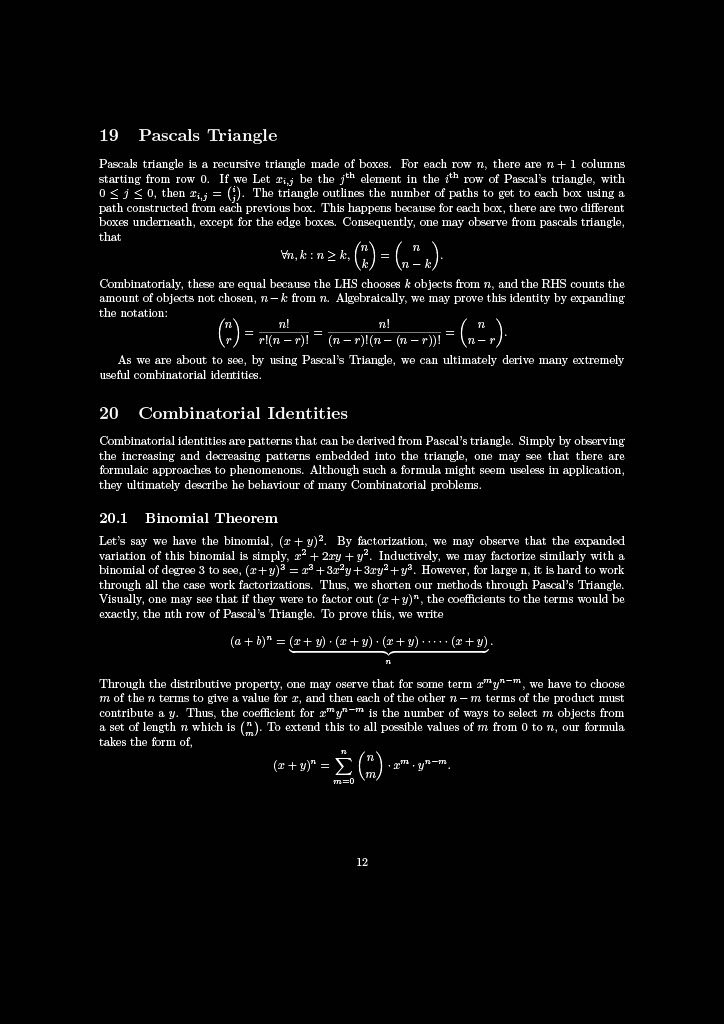 19 Pascals Triangle
Pascals triangle is a recursive triangle made of boxes. For each row n, there are n + 1 columns
starting from row 0. If we Let x_{i,j} be the j^{th} element in the i^{th} row of Pascal's triangle, with
0 ≤ j ≤ 0, then x_{i,j} = \binom{i}{j}. The triangle outlines the number of paths to get to each box using a
path constructed from each previous box. This happens because for each box, there are two different
boxes underneath, except for the edge boxes. Consequently, one may observe from pascals triangle,
that
∀n, k : n ≥ k, \binom{n}{k} = \binom{n}{n − k}.
Combinatorialy, these are equal because the LHS chooses k objects from n, and the RHS counts the
amount of objects not chosen, n − k from n. Algebraically, we may prove this identity by expanding
the notation:
\binom{n}{r} = \frac{n!}{r!(n − r)!} = \frac{n!}{(n − r)!(n − (n − r))!} = \binom{n}{n − r}.
As we are about to see, by using Pascal's Triangle, we can ultimately derive many extremely
useful combinatorial identities.
20 Combinatorial Identities
Combinatorial identities are patterns that can be derived from Pascal's triangle. Simply by observing
the increasing and decreasing patterns embedded into the triangle, one may see that there are
formulaic approaches to phenomenons. Although such a formula might seem useless in application,
they ultimately describe he behaviour of many Combinatorial problems.
20.1 Binomial Theorem
Let's say we have the binomial, (x + y)^2. By factorization, we may observe that the expanded
variation of this binomial is simply, x^2 + 2xy + y^2. Inductively, we may factorize similarly with a
binomial of degree 3 to see, (x + y)^3 = x^3 + 3x^2y + 3xy^2 + y^3. However, for large n, it is hard to work
through all the case work factorizations. Thus, we shorten our methods through Pascal's Triangle.
Visually, one may see that if they were to factor out (x + y)^n, the coefficients to the terms would be
exactly, the nth row of Pascal's Triangle. To prove this, we write
(a + b)^n = \underbrace{(x + y) · (x + y) · (x + y) · · · · · (x + y)}_{n}.
Through the distributive property, one may oserve that for some term x^m y^{n−m}, we have to choose
m of the n terms to give a value for x, and then each of the other n − m terms of the product must
contribute a y. Thus, the coefficient for x^m y^{n−m} is the number of ways to select m objects from
a set of length n which is \binom{n}{m}. To extend this to all possible values of m from 0 to n, our formula
takes the form of,
(x + y)^n = \sum_{m=0}^{n} \binom{n}{m} · x^m · y^{n−m}.
12